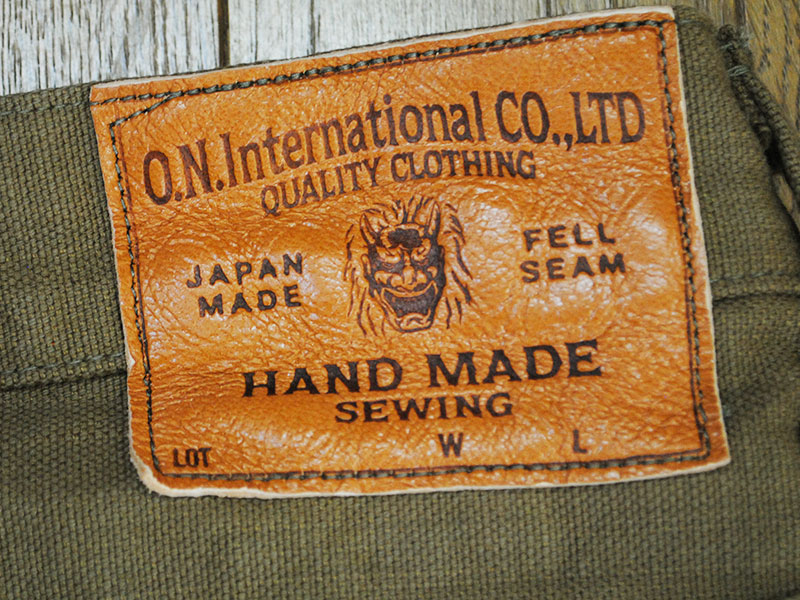 O.N.International CO.,LTD
QUALITY CLOTHING
JAPAN
MADE
FELL
SEAM
HAND MADE
SEWING
LOT W L